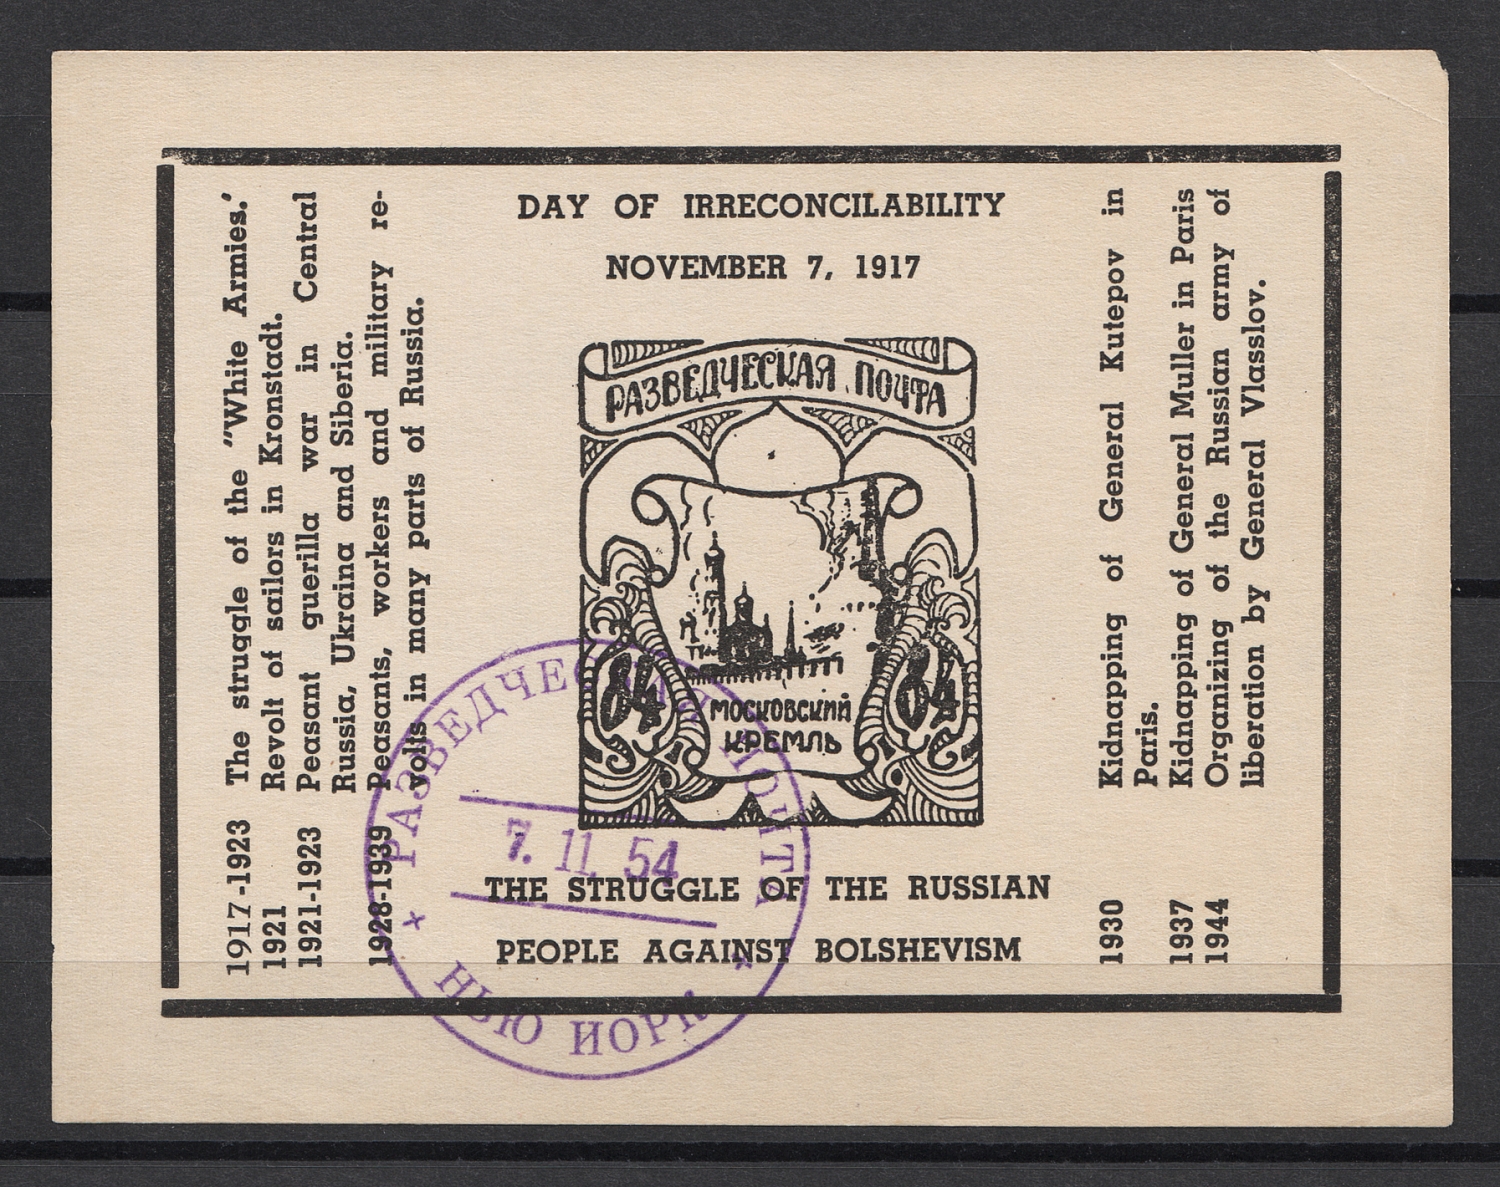 DAY OF IRRECONCILABILITY
NOVEMBER 7, 1917
1917-1923 The struggle of the "White Armies.'
1921 Revolt of sailors in Kronstadt.
1921-1923 Peasant guerilla war in Central
Russia, Ukraina and Siberia.
1928-1939 Peasants, workers and military re-
volts in many parts of Russia.
РАЗВЕДЧЕСКАЯ ПОЧТА
84 84
МОСКОВСКИЙ
КРЕМЛЬ
THE STRUGGLE OF THE RUSSIAN
PEOPLE AGAINST BOLSHEVISM
1930 Kidnapping of General Kutepov in
Paris.
1937 Kidnapping of General Muller in Paris
1944 Organizing of the Russian army of
liberation by General Vlasslov.
РАЗВЕДЧЕСКАЯ ПОЧТА
7. 11. 54
НЬЮ ИОРК